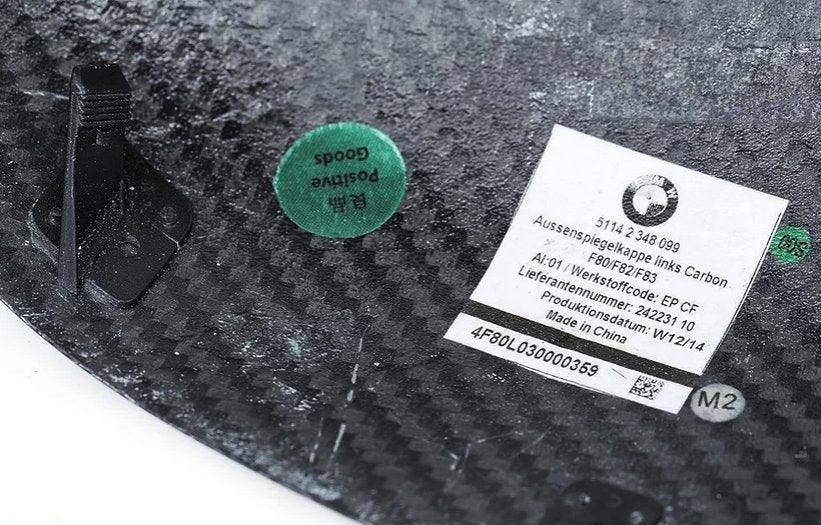 良品
Positive
Goods
BMW
5114 2 348 099
Aussenspiegelkappe links Carbon
F80/F82/F83
AI:01 / Werkstoffcode: EP CF
Lieferantennummer: 242231 10
Produktionsdatum: W12/14
Made in China
4F80L030000369
M2